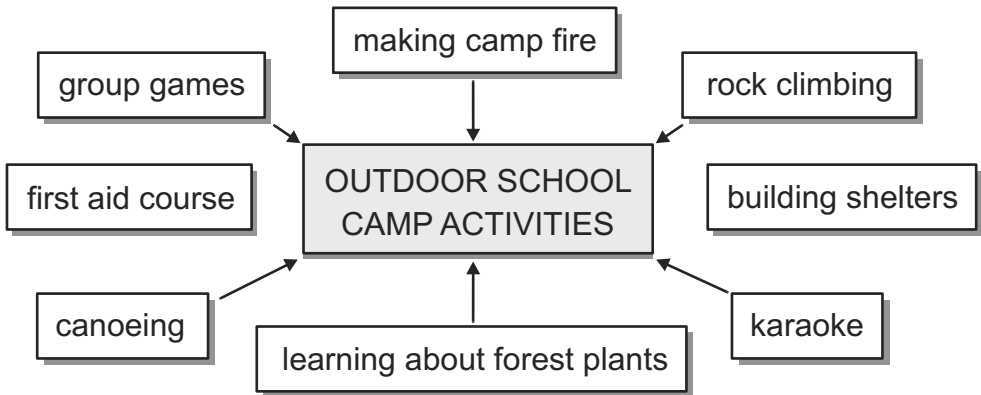 making camp fire
group games
rock climbing
OUTDOOR SCHOOL
CAMP ACTIVITIES
first aid course
building shelters
canoeing
karaoke
learning about forest plants